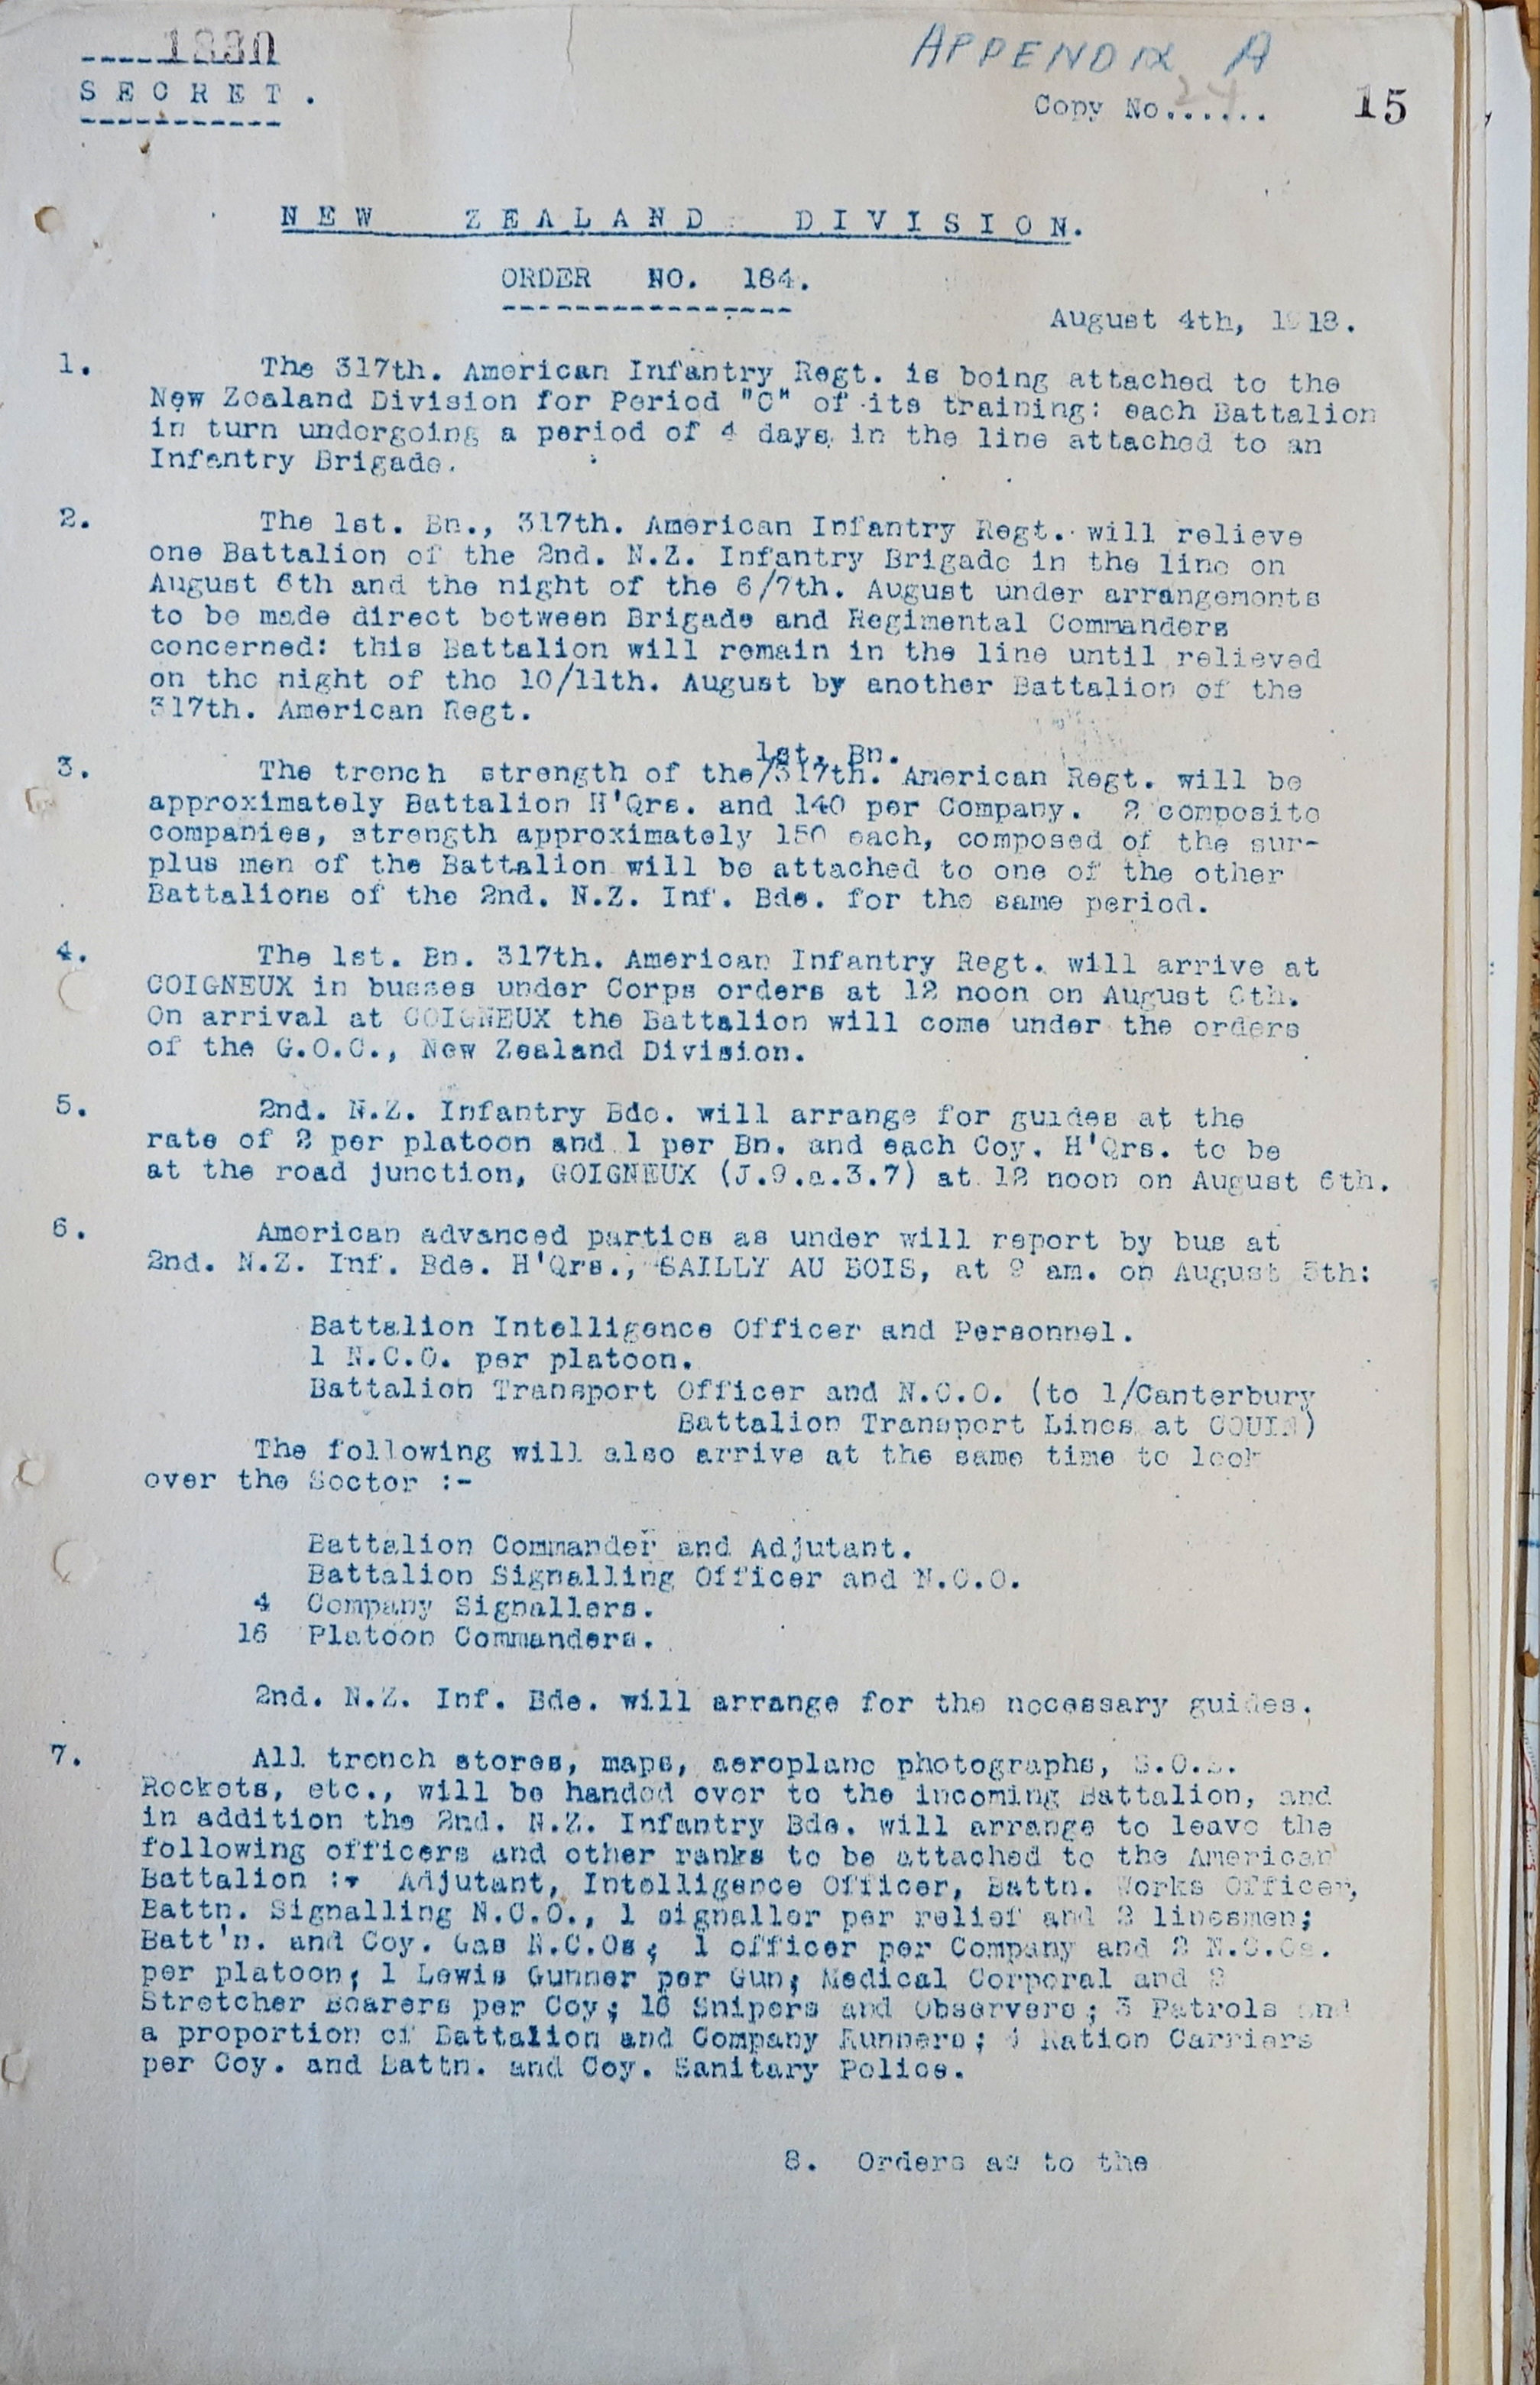 1830
APPENDIX A
SECRET.
Copy No. 24 15
NEW ZEALAND DIVISION.
ORDER NO. 184.
August 4th, 1918.
1. The 317th. American Infantry Regt. is being attached to the
New Zealand Division for Period "C" of its training: each Battalion
in turn undergoing a period of 4 days in the line attached to an
Infantry Brigade.
2. The 1st. Bn., 317th. American Infantry Regt. will relieve
one Battalion of the 2nd. N.Z. Infantry Brigade in the line on
August 6th and the night of the 6/7th. August under arrangements
to be made direct between Brigade and Regimental Commanders
concerned: this Battalion will remain in the line until relieved
on the night of the 10/11th. August by another Battalion of the
317th. American Regt.
1st. Bn.
3. The trench strength of the/317th. American Regt. will be
approximately Battalion H'Qrs. and 140 per Company. 2 composite
companies, strength approximately 150 each, composed of the sur-
plus men of the Battalion will be attached to one of the other
Battalions of the 2nd. N.Z. Inf. Bde. for the same period.
4. The 1st. Bn. 317th. American Infantry Regt. will arrive at
COIGNEUX in busses under Corps orders at 12 noon on August 6th.
On arrival at COIGNEUX the Battalion will come under the orders
of the G.O.C., New Zealand Division.
5. 2nd. N.Z. Infantry Bde. will arrange for guides at the
rate of 2 per platoon and 1 per Bn. and each Coy. H'Qrs. to be
at the road junction, COIGNEUX (J.9.a.3.7) at 12 noon on August 6th.
6. American advanced parties as under will report by bus at
2nd. N.Z. Inf. Bde. H'Qrs., SAILLY AU BOIS, at 9 am. on August 5th:
Battalion Intelligence Officer and Personnel.
1 N.C.O. per platoon.
Battalion Transport Officer and N.C.O. (to 1/Canterbury
Battalion Transport Lines at COUIN)
The following will also arrive at the same time to look
over the Sector :-
Battalion Commander and Adjutant.
Battalion Signalling Officer and N.C.O.
4 Company Signallers.
16 Platoon Commanders.
2nd. N.Z. Inf. Bde. will arrange for the necessary guides.
7. All trench stores, maps, aeroplane photographs, S.O.S.
Rockets, etc., will be handed over to the incoming Battalion, and
in addition the 2nd. N.Z. Infantry Bde. will arrange to leave the
following officers and other ranks to be attached to the American
Battalion :- Adjutant, Intelligence Officer, Battn. Works Officer,
Battn. Signalling N.C.O., 1 signaller per relief and 2 linesmen;
Batt'n. and Coy. Gas N.C.Os; 1 officer per Company and 2 N.C.Os.
per platoon; 1 Lewis Gunner per Gun; Medical Corporal and 2
Stretcher Bearers per Coy; 16 Snipers and Observers; 3 Patrols and
a proportion of Battalion and Company Runners; 4 Ration Carriers
per Coy. and Battn. and Coy. Sanitary Police.
8. Orders as to the